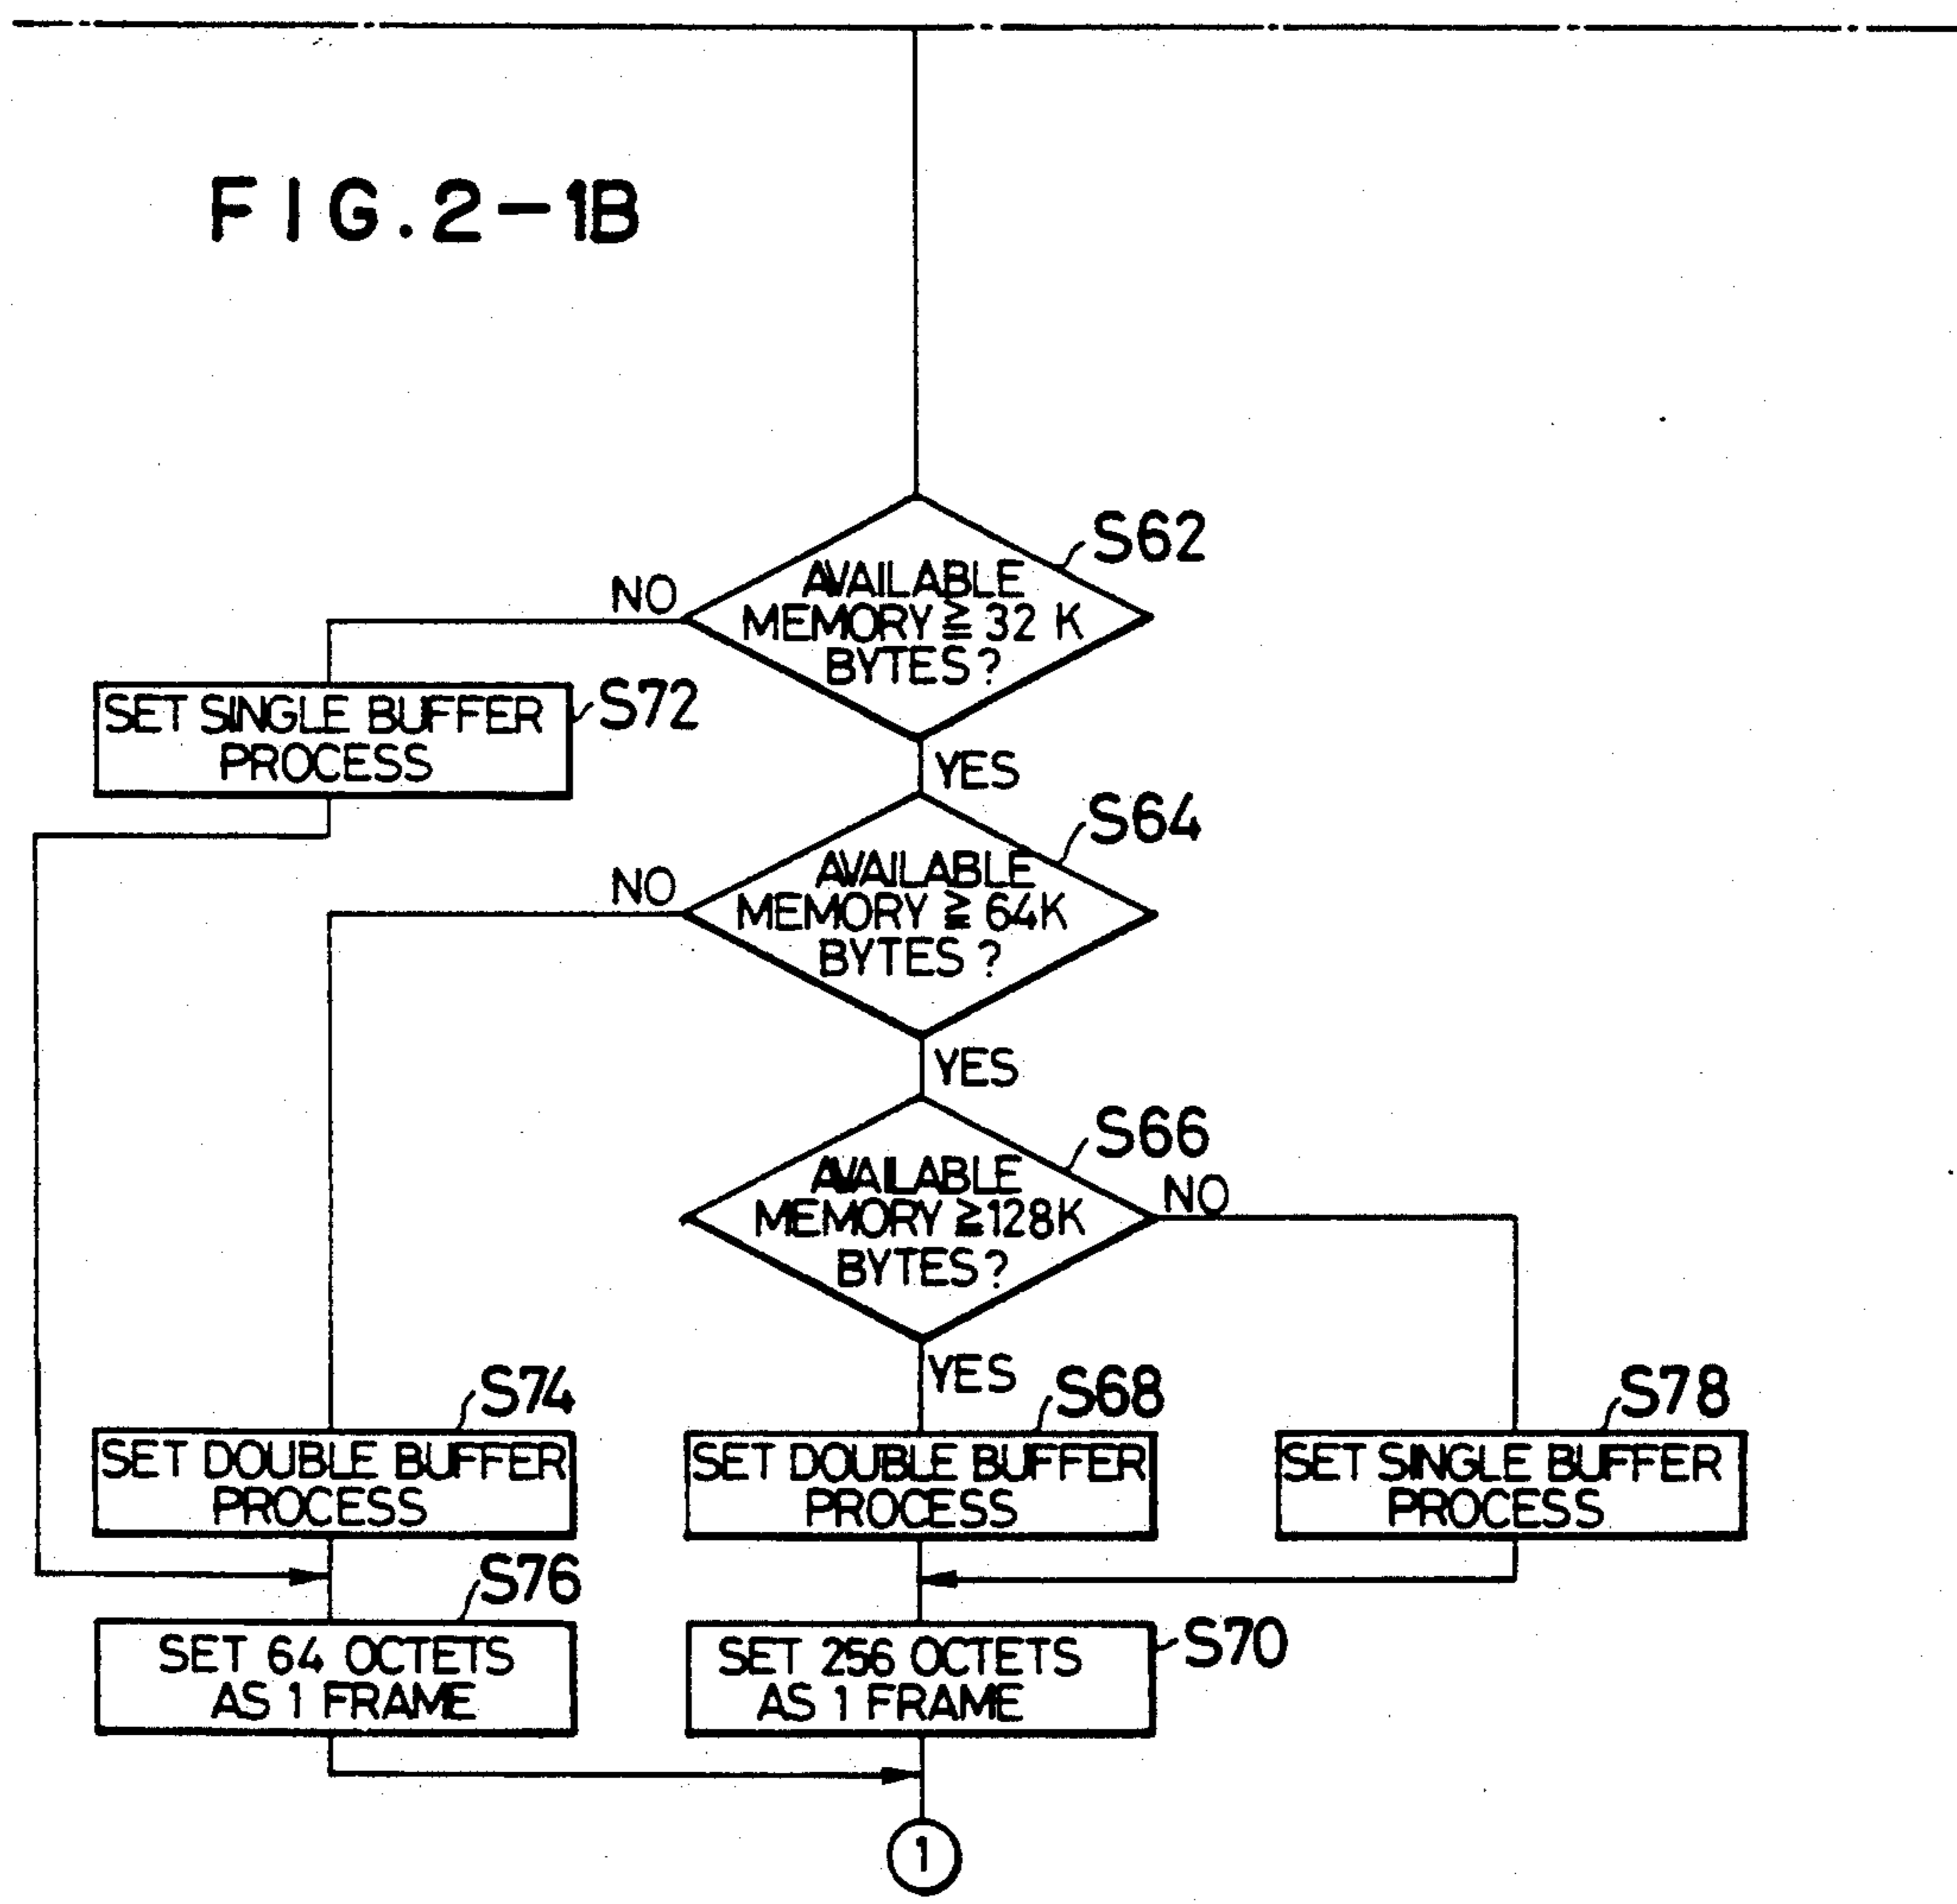 FIG.2-1B
S62
AVAILABLE
MEMORY ≧ 32 K
BYTES?
NO
YES
SET SINGLE BUFFER
PROCESS
S72
S64
AVAILABLE
MEMORY ≧ 64K
BYTES?
NO
YES
S66
AVAILABLE
MEMORY ≧128K
BYTES?
NO
YES
S74
SET DOUBLE BUFFER
PROCESS
S68
SET DOUBLE BUFFER
PROCESS
S78
SET SINGLE BUFFER
PROCESS
S76
SET 64 OCTETS
AS 1 FRAME
SET 256 OCTETS
AS 1 FRAME
S70
1